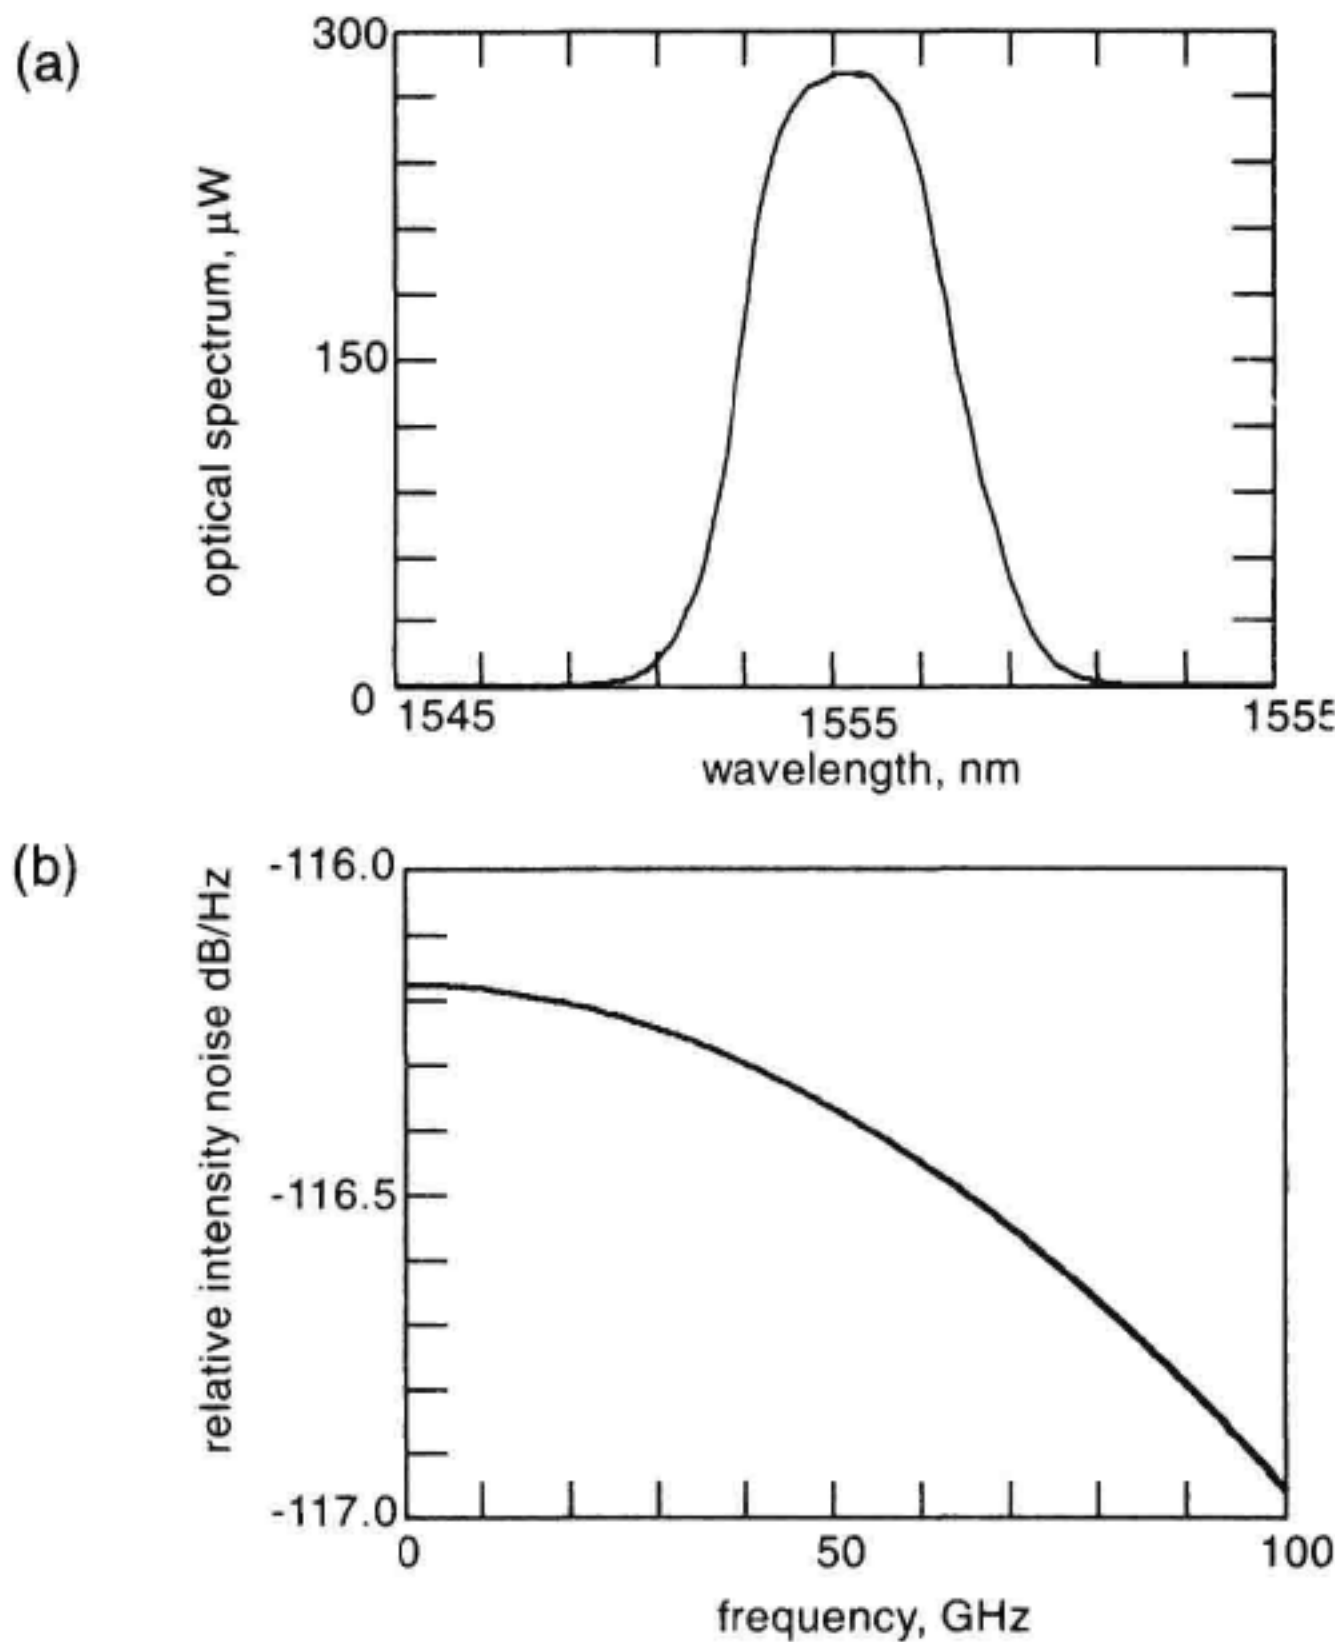 (a)
300
150
0
optical spectrum, μW
1545
1555
1555
wavelength, nm
(b)
-116.0
-116.5
-117.0
relative intensity noise dB/Hz
0
50
100
frequency, GHz